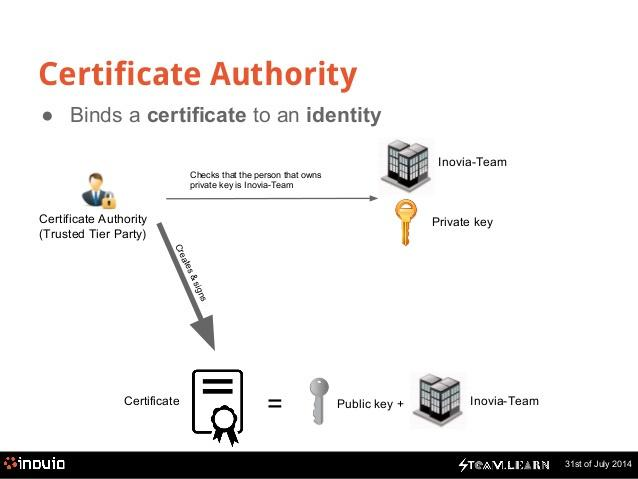 Certificate Authority
● Binds a certificate to an identity
Inovia-Team
Checks that the person that owns
private key is Inovia-Team
Certificate Authority
(Trusted Tier Party)
Private key
Creates & signs
Certificate
=
Public key +
Inovia-Team
inovia
STEAM.LEARN
31st of July 2014